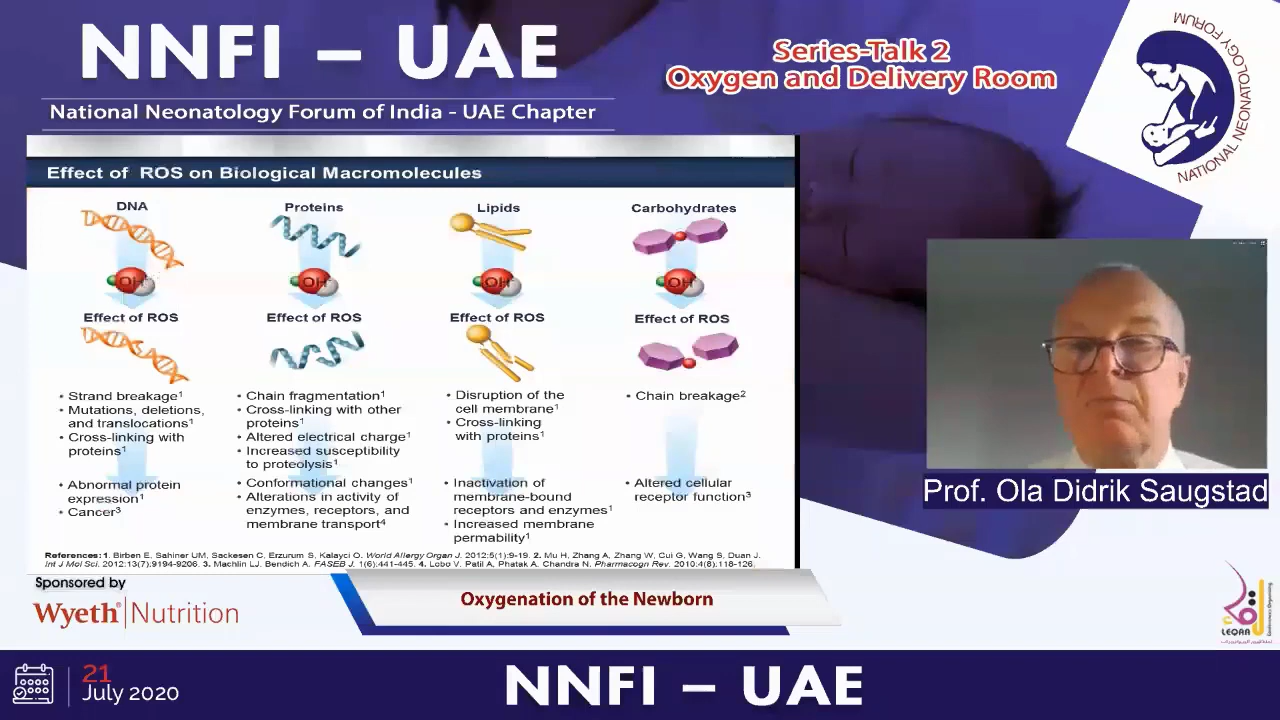 NNFI – UAE
National Neonatology Forum of India - UAE Chapter
Series-Talk 2
Oxygen and Delivery Room
NATIONAL NEONATOLOGY FORUM
Effect of ROS on Biological Macromolecules
DNA
Proteins
Lipids
Carbohydrates
OH⁻
OH⁻
OH⁻
OH⁻
Effect of ROS
Effect of ROS
Effect of ROS
Effect of ROS
• Strand breakage¹
• Mutations, deletions,
and translocations¹
• Cross-linking with
proteins¹
• Abnormal protein
expression¹
• Cancer³
• Chain fragmentation¹
• Cross-linking with other
proteins¹
• Altered electrical charge¹
• Increased susceptibility
to proteolysis¹
• Conformational changes¹
• Alterations in activity of
enzymes, receptors, and
membrane transport⁴
• Disruption of the
cell membrane¹
• Cross-linking
with proteins¹
• Inactivation of
membrane-bound
receptors and enzymes¹
• Increased membrane
permability¹
• Chain breakage²
• Altered cellular
receptor function³
References: 1. Birben E, Sahiner UM, Sackesen C, Erzurum S, Kalayci O. World Allergy Organ J. 2012;5(1):9-19. 2. Mu H, Zhang A, Zhang W, Cui G, Wang S, Duan J.
Int J Mol Sci. 2012:13(7):9194-9206. 3. Machlin LJ. Bendich A. FASEB J. 1(6):441-445. 4. Lobo V. Patil A, Phatak A. Chandra N. Pharmacogn Rev. 2010:4(8):118-126.
Prof. Ola Didrik Saugstad
Sponsored by
Wyeth® Nutrition
Oxygenation of the Newborn
LEQAA
21
July 2020
NNFI – UAE